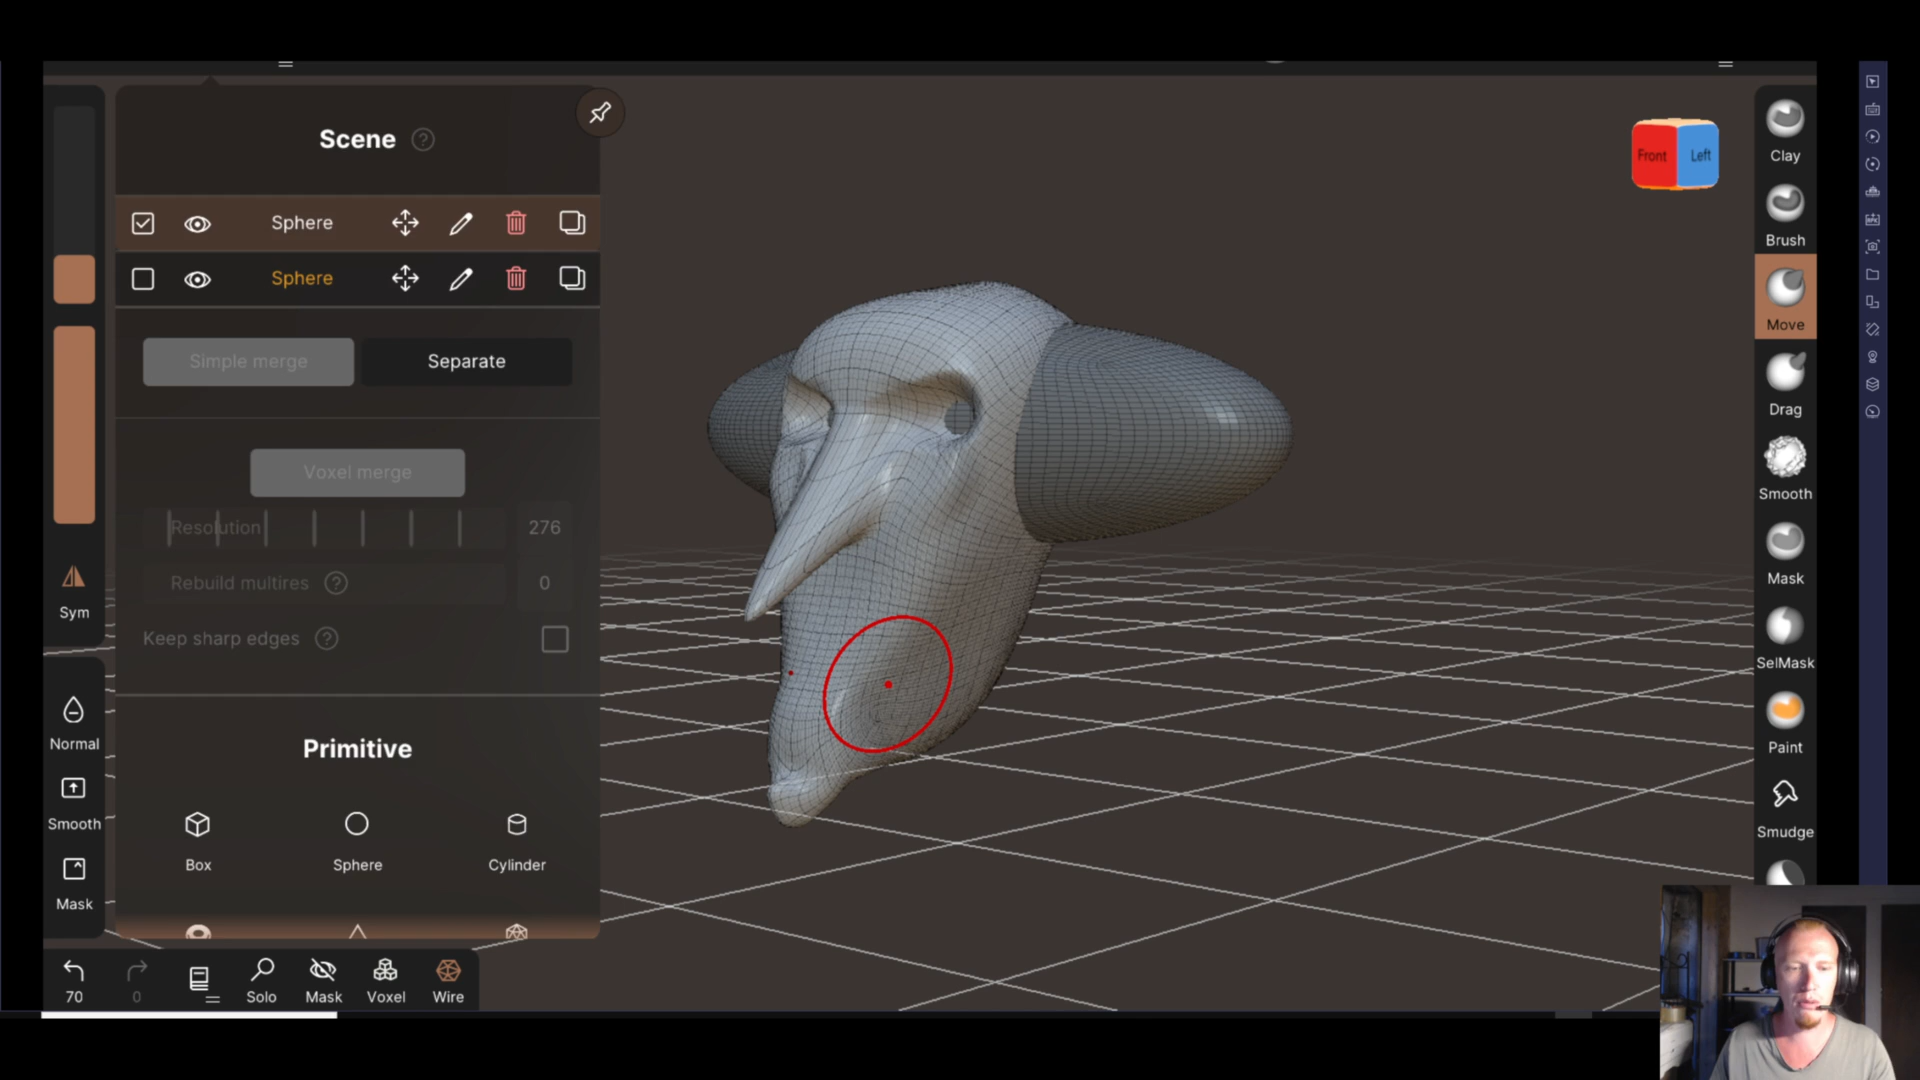 Scene ?
Sphere
Sphere
Simple merge
Separate
Voxel merge
Resolution
276
Rebuild multires ?
0
Keep sharp edges ?
Primitive
Box
Sphere
Cylinder
Sym
Normal
Smooth
Mask
70
0
Solo
Mask
Voxel
Wire
Front
Left
Clay
Brush
Move
Drag
Smooth
Mask
SelMask
Paint
Smudge